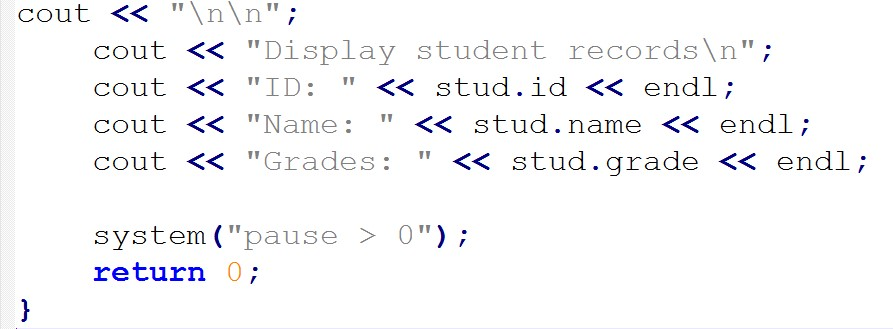 cout << "\n\n";
cout << "Display student records\n";
cout << "ID: " << stud.id << endl;
cout << "Name: " << stud.name << endl;
cout << "Grades: " << stud.grade << endl;
system("pause > 0");
return 0;
}